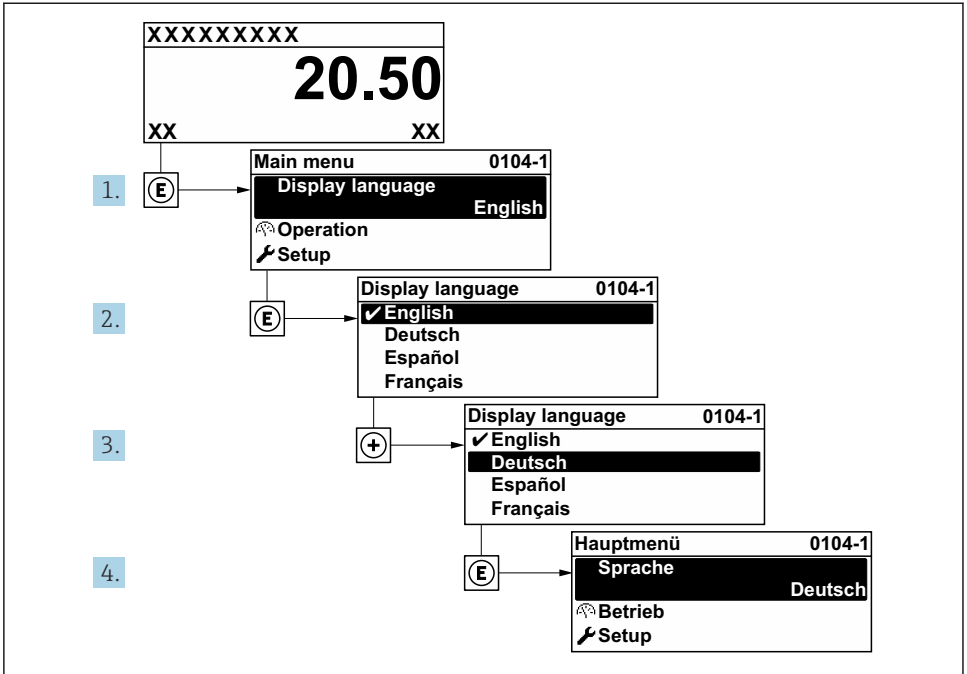 XXXXXXXXX
20.50
XX XX
1.
E
Main menu 0104-1
Display language
English
Operation
Setup
2.
E
Display language 0104-1
✔ English
Deutsch
Español
Français
3.
+
Display language 0104-1
✔ English
Deutsch
Español
Français
4.
E
Hauptmenü 0104-1
Sprache
Deutsch
Betrieb
Setup